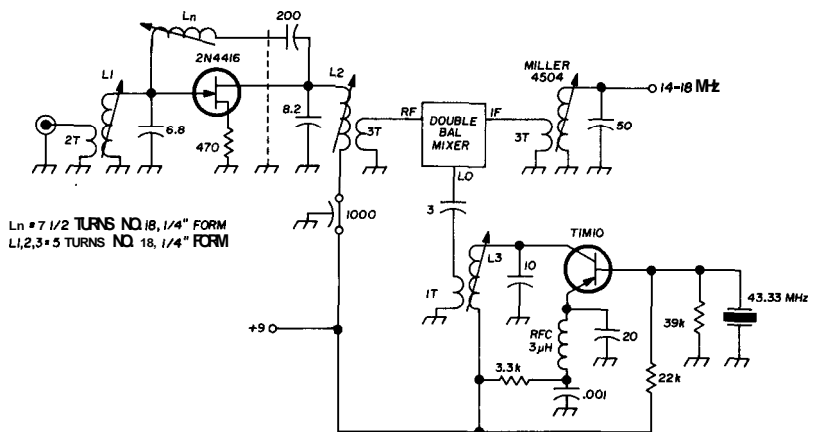 Ln
200
2N4416
L1
L2
MILLER
4504
14-18 MHz
RF
IF
DOUBLE
BAL
MIXER
2T
6.8
470
8.2
3T
3T
50
LO
3
1000
Ln = 7 1/2 TURNS NO. 18, 1/4" FORM
L1,2,3 = 5 TURNS NO. 18, 1/4" FORM
TIM10
L3
10
1T
43.33 MHz
+9
RFC
3µH
20
39k
3.3k
22k
.001